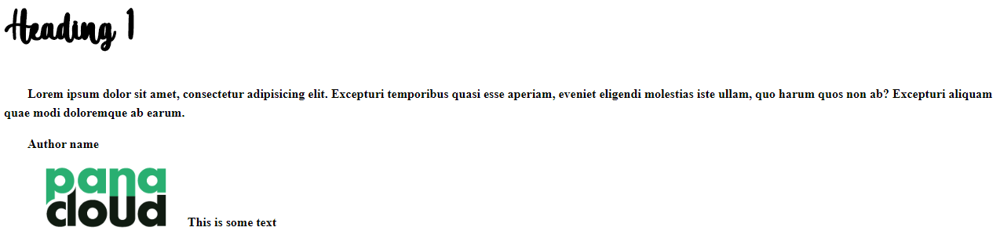 Heading 1
Lorem ipsum dolor sit amet, consectetur adipisicing elit. Excepturi temporibus quasi esse aperiam, eveniet eligendi molestias iste ullam, quo harum quos non ab? Excepturi aliquam
quae modi doloremque ab earum.
Author name
pana
cloud
This is some text